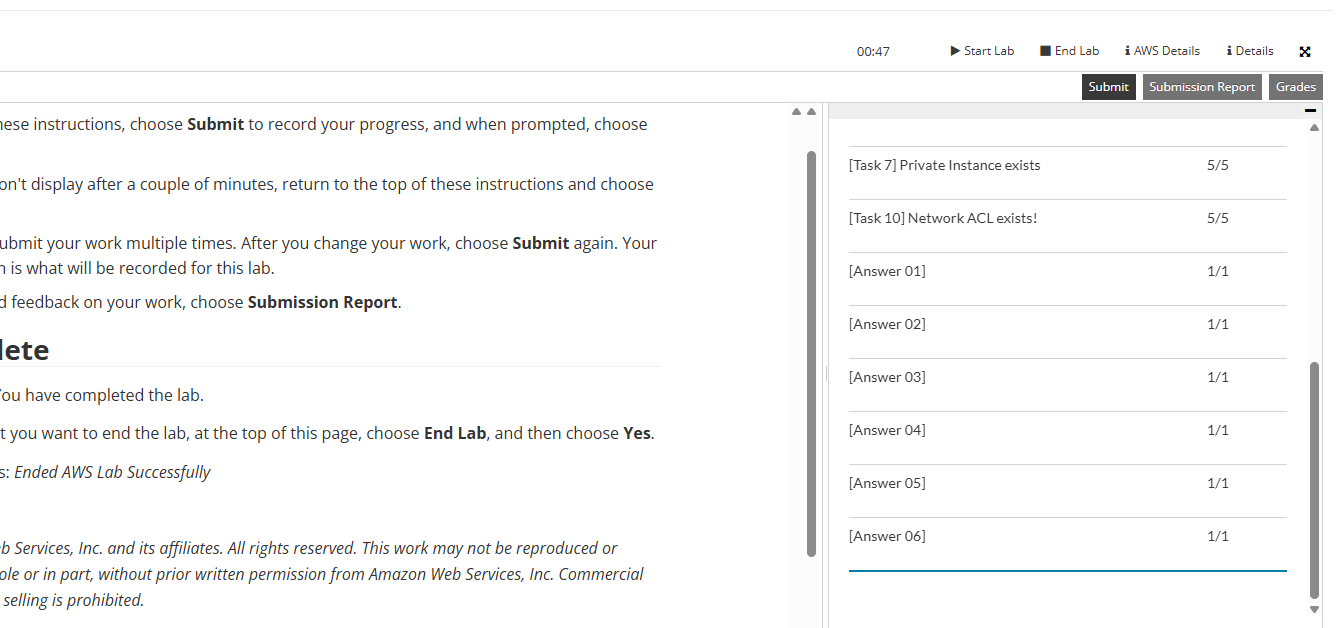 00:47 Start Lab End Lab AWS Details Details
Submit Submission Report Grades
these instructions, choose Submit to record your progress, and when prompted, choose
on't display after a couple of minutes, return to the top of these instructions and choose
ubmit your work multiple times. After you change your work, choose Submit again. Your
n is what will be recorded for this lab.
d feedback on your work, choose Submission Report.
lete
You have completed the lab.
t you want to end the lab, at the top of this page, choose End Lab, and then choose Yes.
s: Ended AWS Lab Successfully
eb Services, Inc. and its affiliates. All rights reserved. This work may not be reproduced or
ole or in part, without prior written permission from Amazon Web Services, Inc. Commercial
selling is prohibited.
[Task 7] Private Instance exists 5/5
[Task 10] Network ACL exists! 5/5
[Answer 01] 1/1
[Answer 02] 1/1
[Answer 03] 1/1
[Answer 04] 1/1
[Answer 05] 1/1
[Answer 06] 1/1